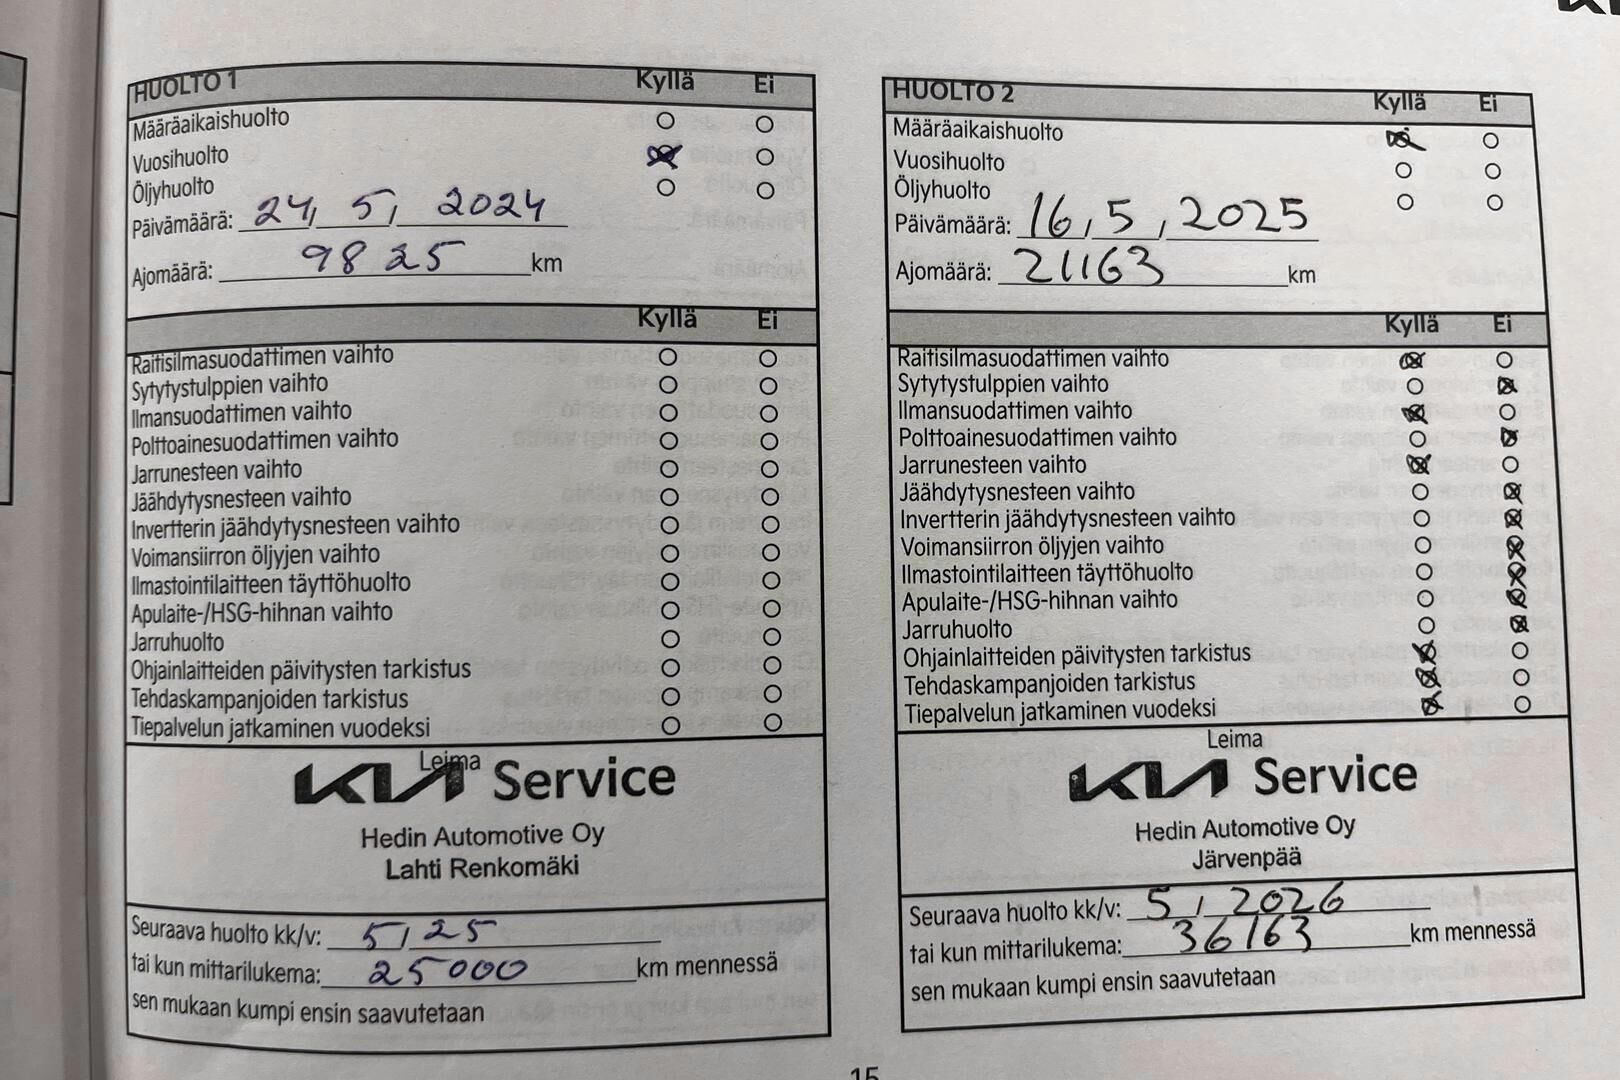 HUOLTO 1 Kyllä Ei
Määräaikaishuolto
Vuosihuolto
Öljyhuolto
Päivämäärä: 24, 5, 2024
Ajomäärä: 9825 km
Kyllä Ei
Raitisilmasuodattimen vaihto
Sytytystulppien vaihto
Ilmansuodattimen vaihto
Polttoainesuodattimen vaihto
Jarrunesteen vaihto
Jäähdytysnesteen vaihto
Invertterin jäähdytysnesteen vaihto
Voimansiirron öljyjen vaihto
Ilmastointilaitteen täyttöhuolto
Apulaite-/HSG-hihnan vaihto
Jarruhuolto
Ohjainlaitteiden päivitysten tarkistus
Tehdaskampanjoiden tarkistus
Tiepalvelun jatkaminen vuodeksi
Leima
KIA Service
Hedin Automotive Oy
Lahti Renkomäki
Seuraava huolto kk/v: 5, 25
tai kun mittarilukema: 25000 km mennessä
sen mukaan kumpi ensin saavutetaan
HUOLTO 2 Kyllä Ei
Määräaikaishuolto
Vuosihuolto
Öljyhuolto
Päivämäärä: 16, 5, 2025
Ajomäärä: 21163 km
Kyllä Ei
Raitisilmasuodattimen vaihto
Sytytystulppien vaihto
Ilmansuodattimen vaihto
Polttoainesuodattimen vaihto
Jarrunesteen vaihto
Jäähdytysnesteen vaihto
Invertterin jäähdytysnesteen vaihto
Voimansiirron öljyjen vaihto
Ilmastointilaitteen täyttöhuolto
Apulaite-/HSG-hihnan vaihto
Jarruhuolto
Ohjainlaitteiden päivitysten tarkistus
Tehdaskampanjoiden tarkistus
Tiepalvelun jatkaminen vuodeksi
Leima
KIA Service
Hedin Automotive Oy
Järvenpää
Seuraava huolto kk/v: 5, 2026
tai kun mittarilukema: 36163 km mennessä
sen mukaan kumpi ensin saavutetaan
15